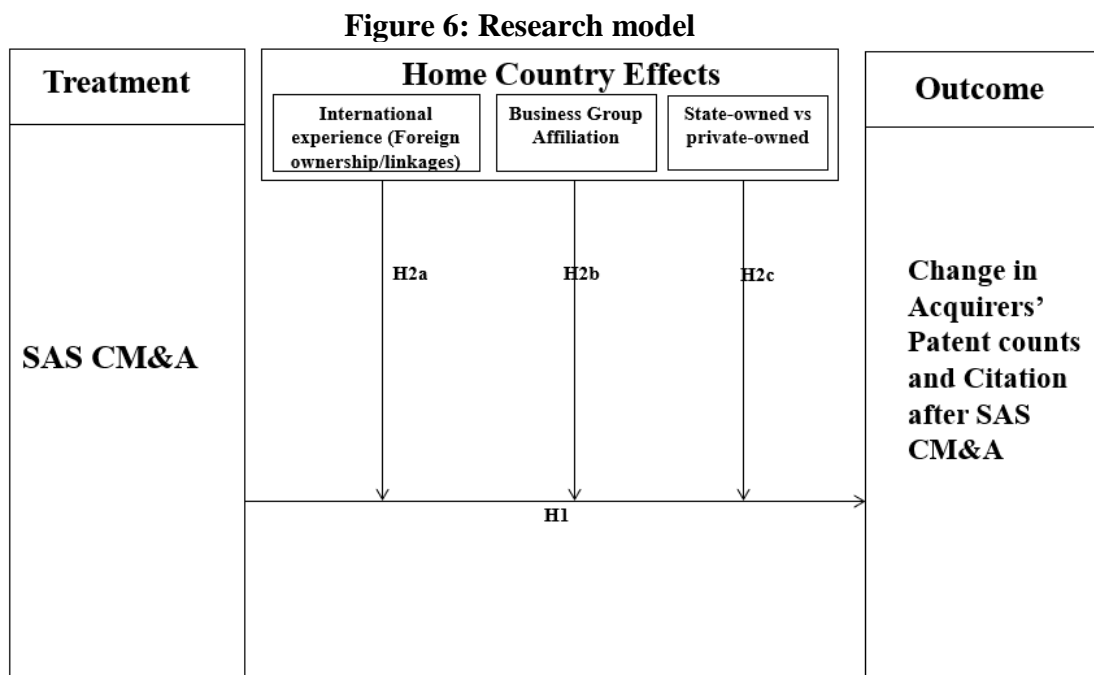 Figure 6: Research model
Treatment
Home Country Effects
International
experience (Foreign
ownership/linkages)
Business Group
Affiliation
State-owned vs
private-owned
Outcome
SAS CM&A
H2a
H2b
H2c
H1
Change in
Acquirers’
Patent counts
and Citation
after SAS
CM&A